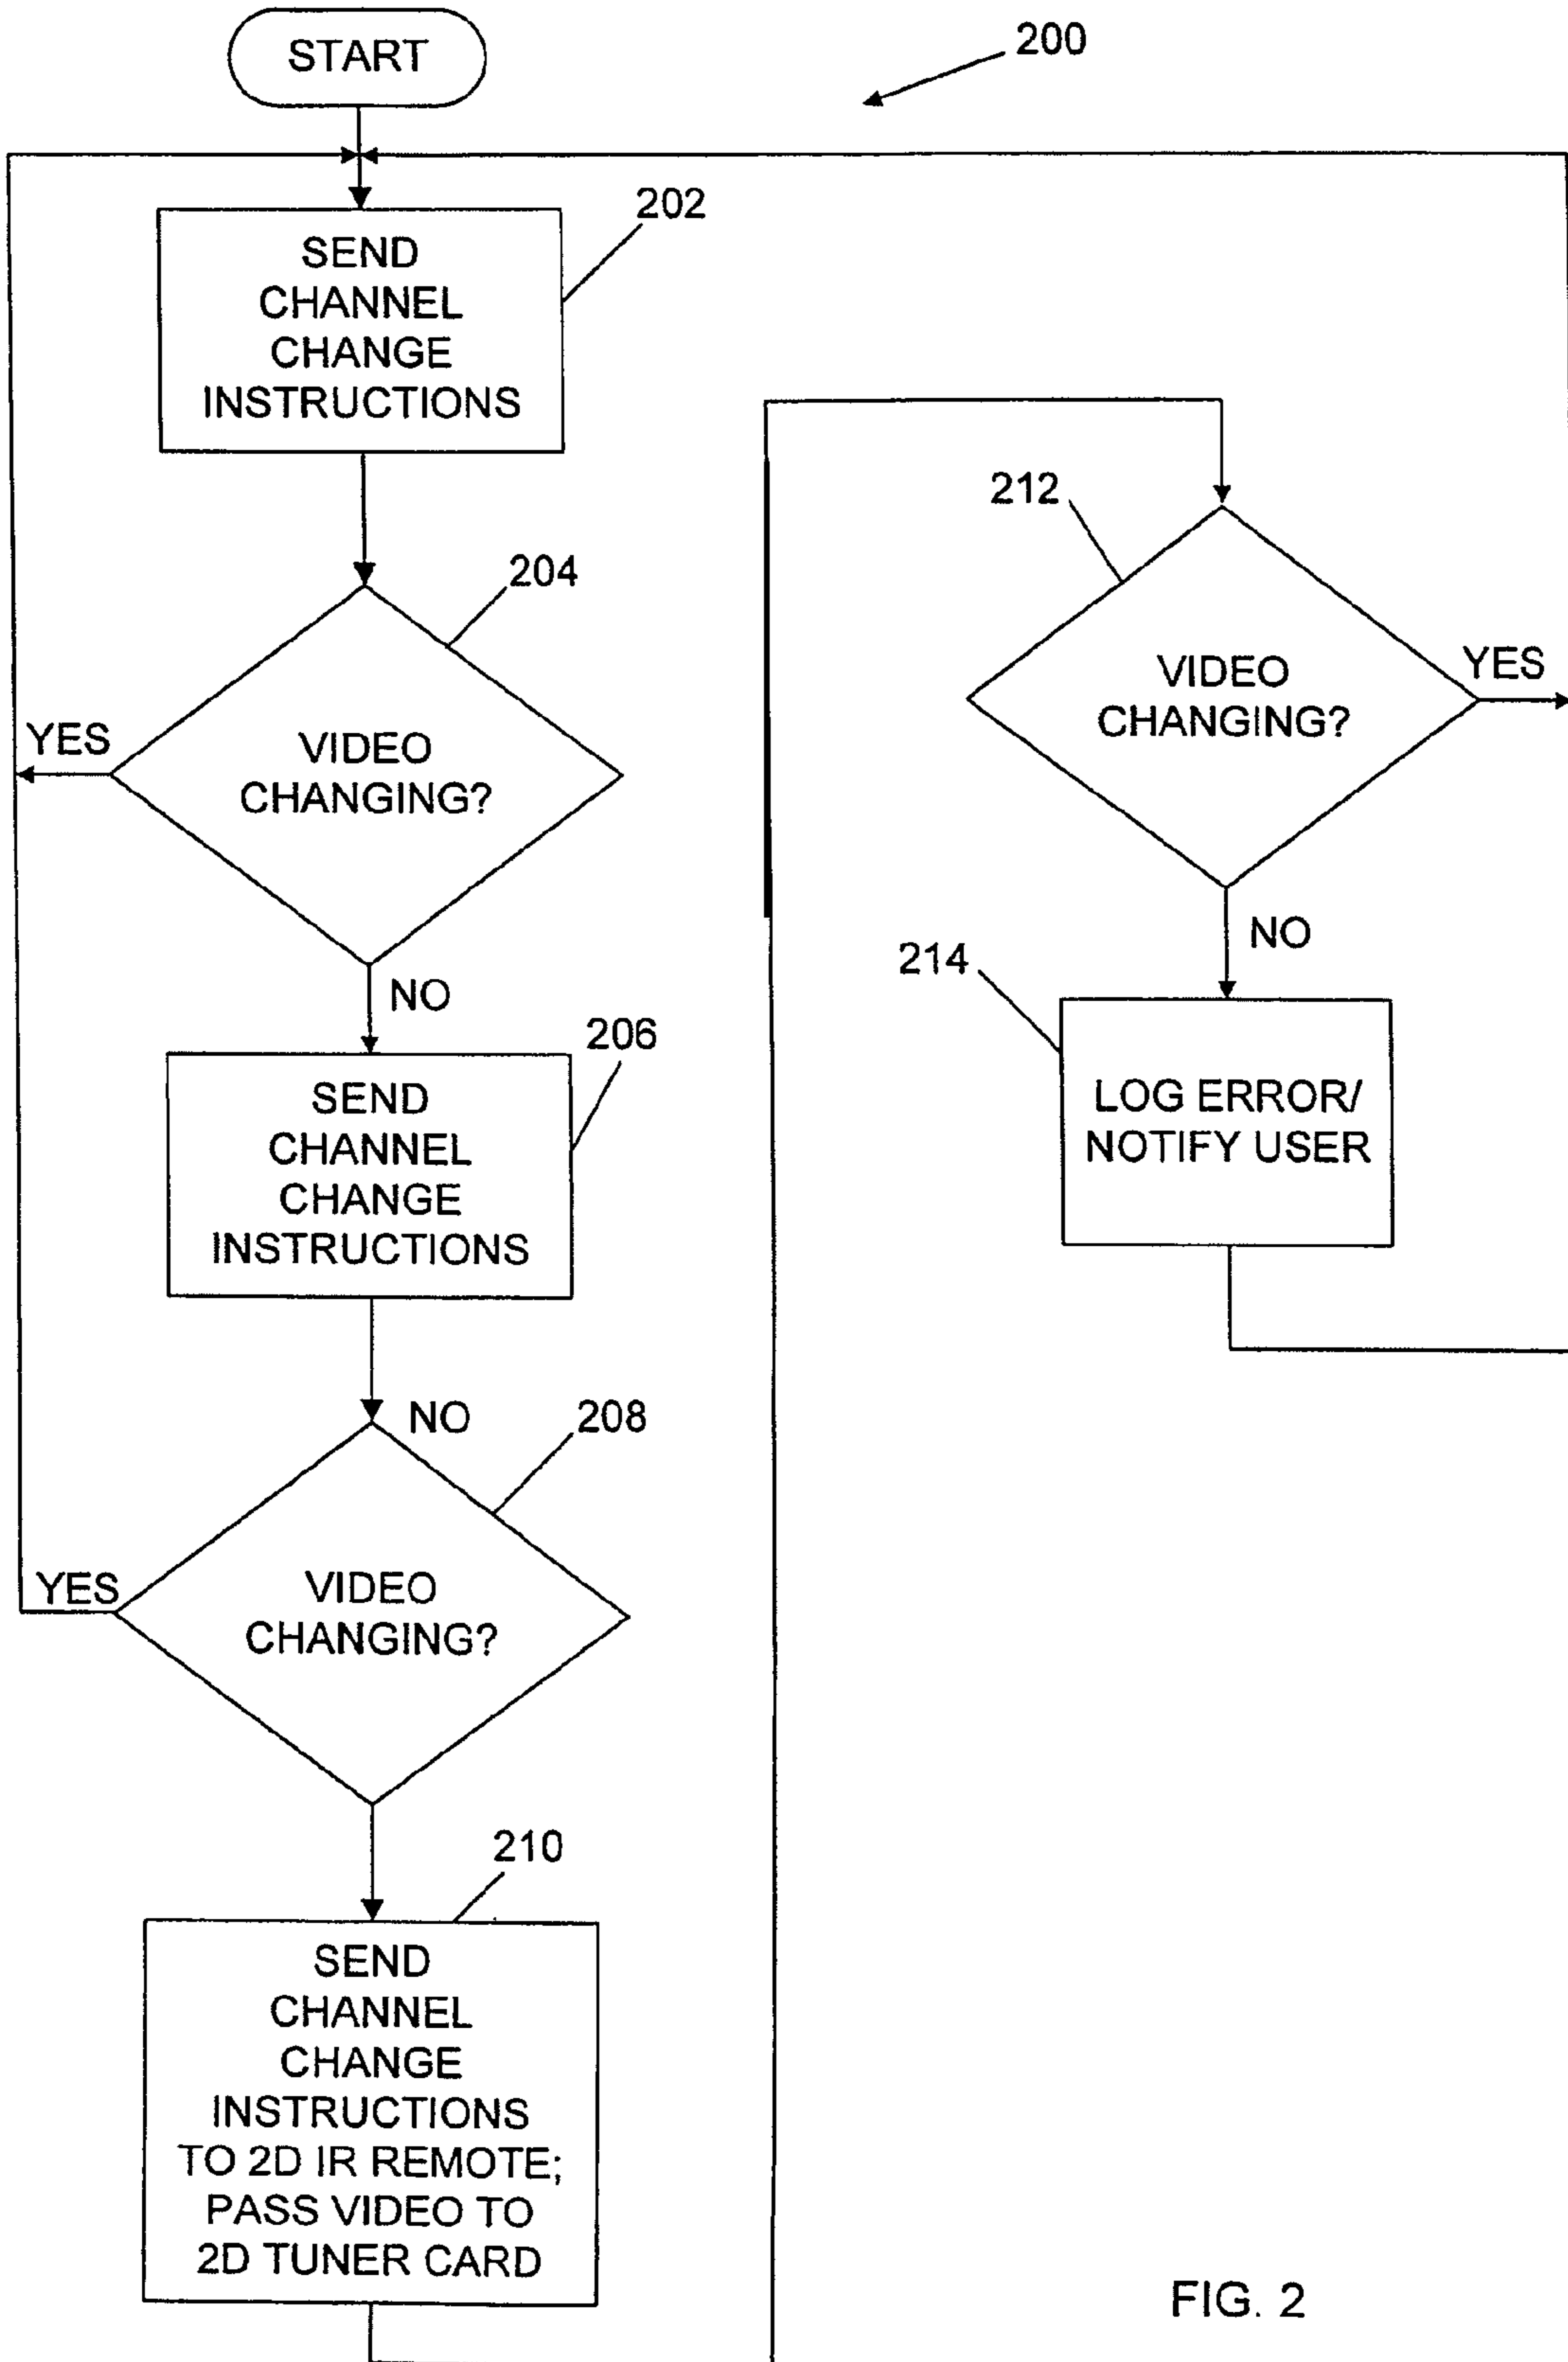 START
200
202
SEND
CHANNEL
CHANGE
INSTRUCTIONS
204
YES
VIDEO
CHANGING?
NO
206
SEND
CHANNEL
CHANGE
INSTRUCTIONS
NO
208
YES
VIDEO
CHANGING?
210
SEND
CHANNEL
CHANGE
INSTRUCTIONS
TO 2D IR REMOTE;
PASS VIDEO TO
2D TUNER CARD
212
VIDEO
CHANGING?
YES
NO
214
LOG ERROR/
NOTIFY USER
FIG. 2